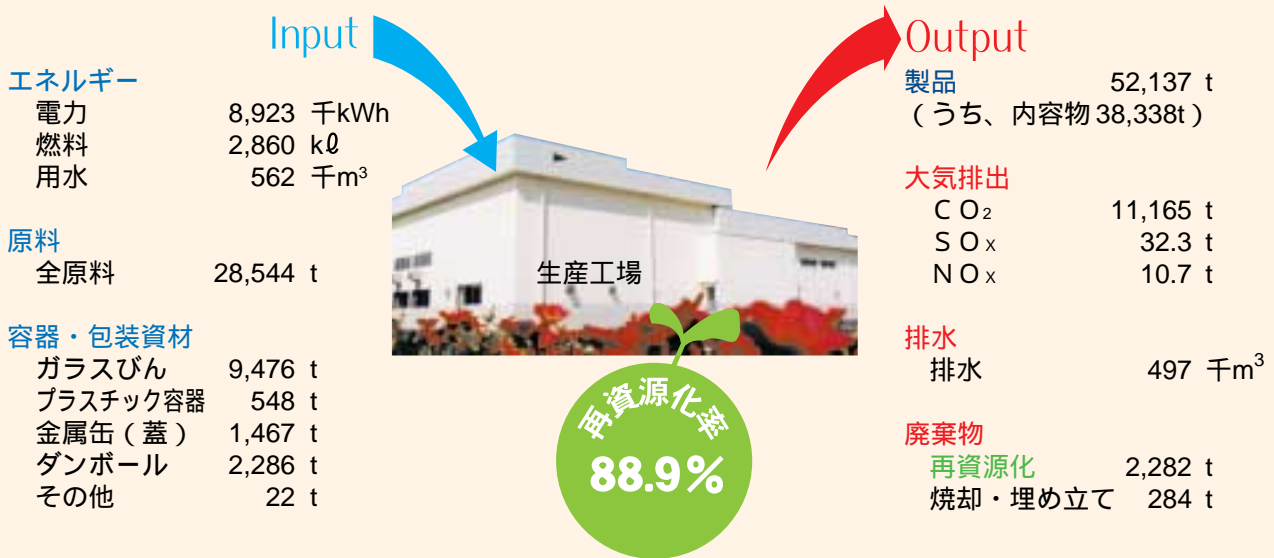 Input
エネルギー
電力 8,923 千kWh
燃料 2,860 kℓ
用水 562 千m³
原料
全原料 28,544 t
容器・包装資材
ガラスびん 9,476 t
プラスチック容器 548 t
金属缶（蓋） 1,467 t
ダンボール 2,286 t
その他 22 t
生産工場
再資源化率
88.9%
Output
製品 52,137 t
（うち、内容物 38,338t）
大気排出
CO₂ 11,165 t
SOx 32.3 t
NOx 10.7 t
排水
排水 497 千m³
廃棄物
再資源化 2,282 t
焼却・埋め立て 284 t